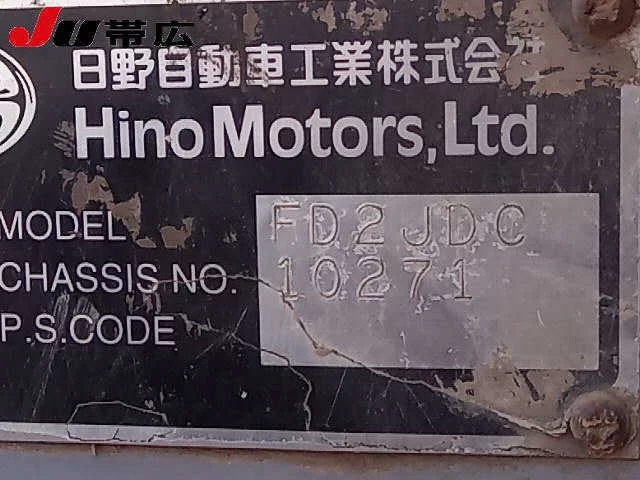 JU帯広
日野自動車工業株式会社
Hino Motors, Ltd.
MODEL FD2JDC
CHASSIS NO. 10271
P.S.CODE